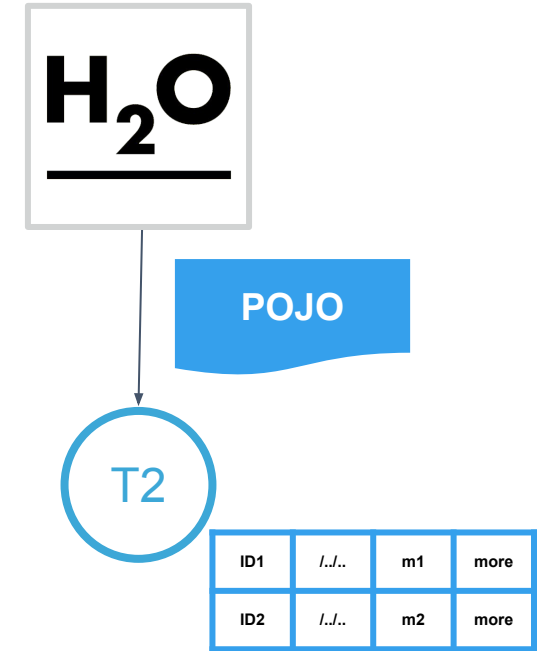 H₂O
POJO
T2
ID1 /../.. m1 more
ID2 /../.. m2 more